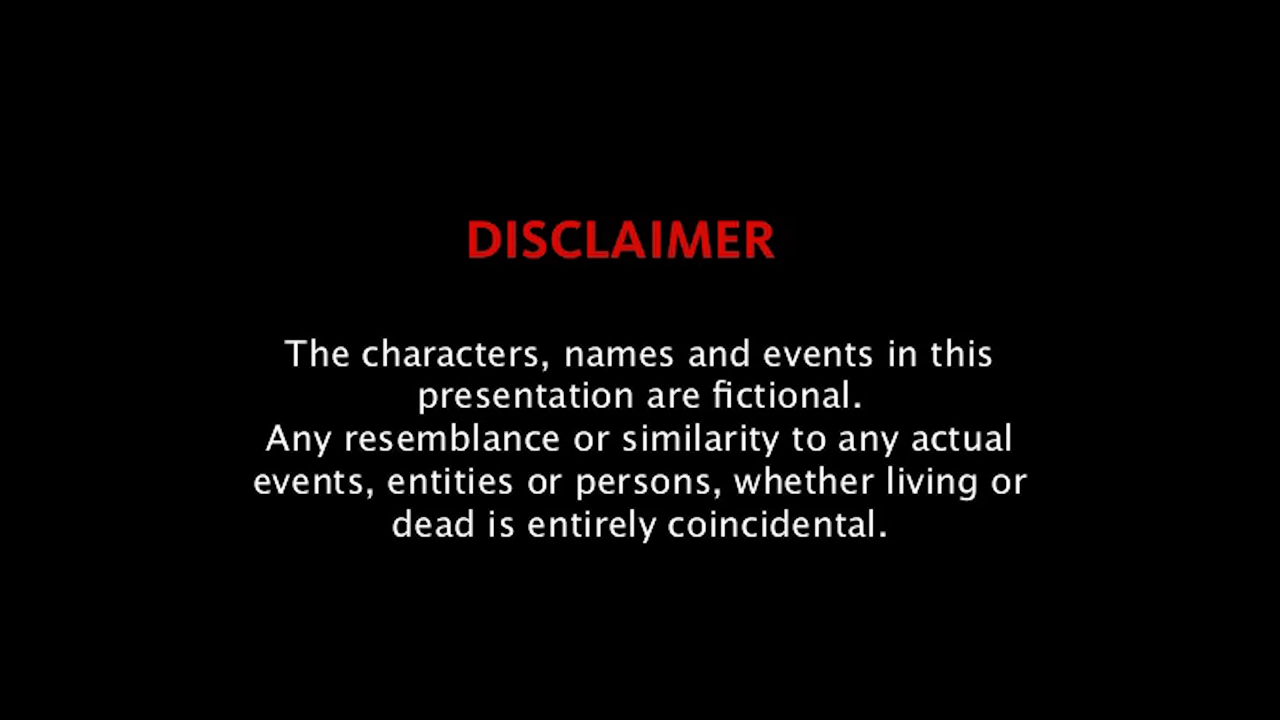 DISCLAIMER
The characters, names and events in this
presentation are fictional.
Any resemblance or similarity to any actual
events, entities or persons, whether living or
dead is entirely coincidental.